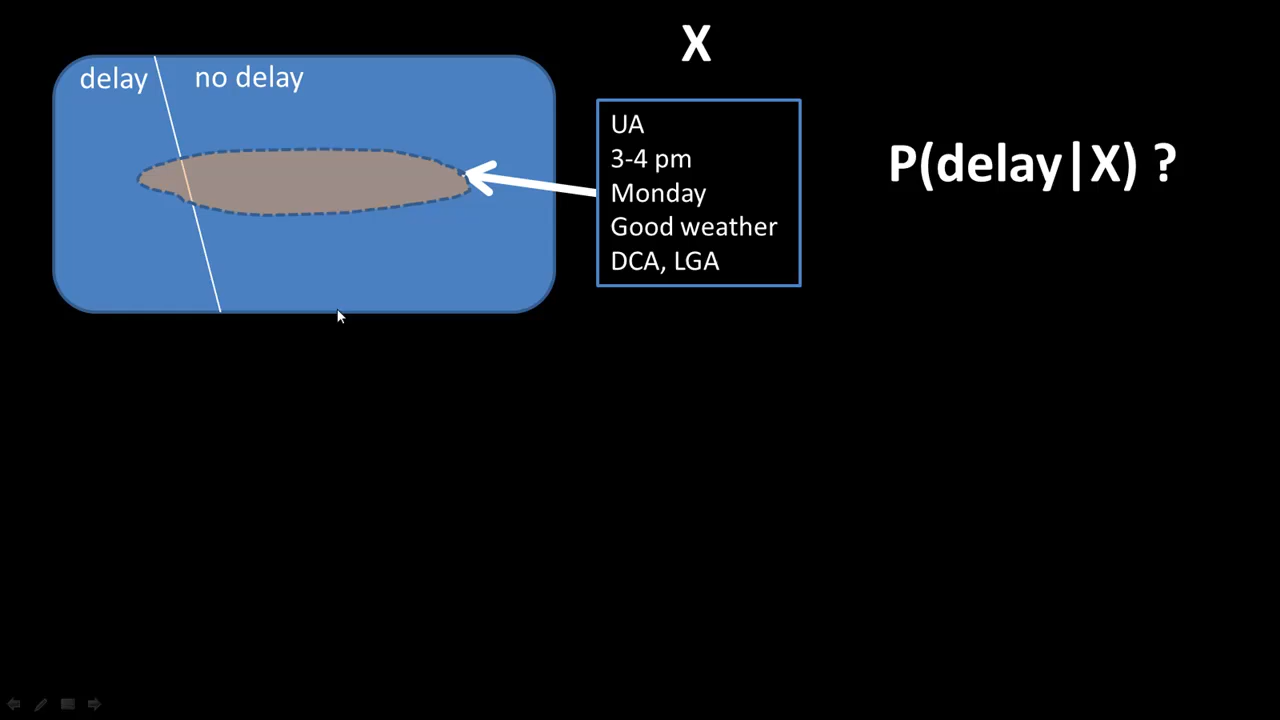 X
delay no delay
UA
3-4 pm
Monday
Good weather
DCA, LGA
P(delay|X) ?